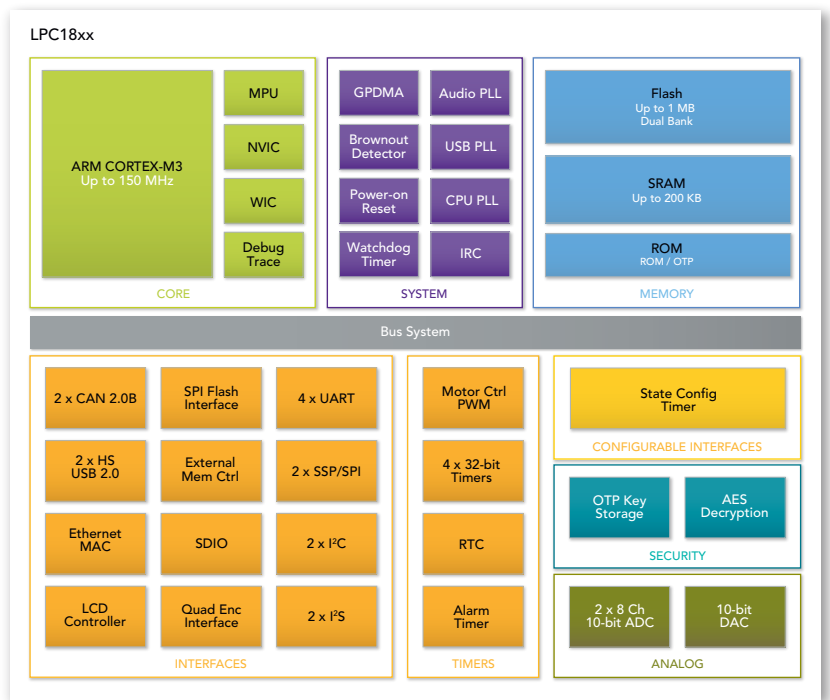 LPC18xx
ARM CORTEX-M3
Up to 150 MHz
MPU
NVIC
WIC
Debug
Trace
CORE
GPDMA
Audio PLL
Brownout
Detector
USB PLL
Power-on
Reset
CPU PLL
Watchdog
Timer
IRC
SYSTEM
Flash
Up to 1 MB
Dual Bank
SRAM
Up to 200 KB
ROM
ROM / OTP
MEMORY
Bus System
2 x CAN 2.0B
SPI Flash
Interface
4 x UART
2 x HS
USB 2.0
External
Mem Ctrl
2 x SSP/SPI
Ethernet
MAC
SDIO
2 x I²C
LCD
Controller
Quad Enc
Interface
2 x I²S
INTERFACES
Motor Ctrl
PWM
4 x 32-bit
Timers
RTC
Alarm
Timer
TIMERS
State Config
Timer
CONFIGURABLE INTERFACES
OTP Key
Storage
AES
Decryption
SECURITY
2 x 8 Ch
10-bit ADC
10-bit
DAC
ANALOG